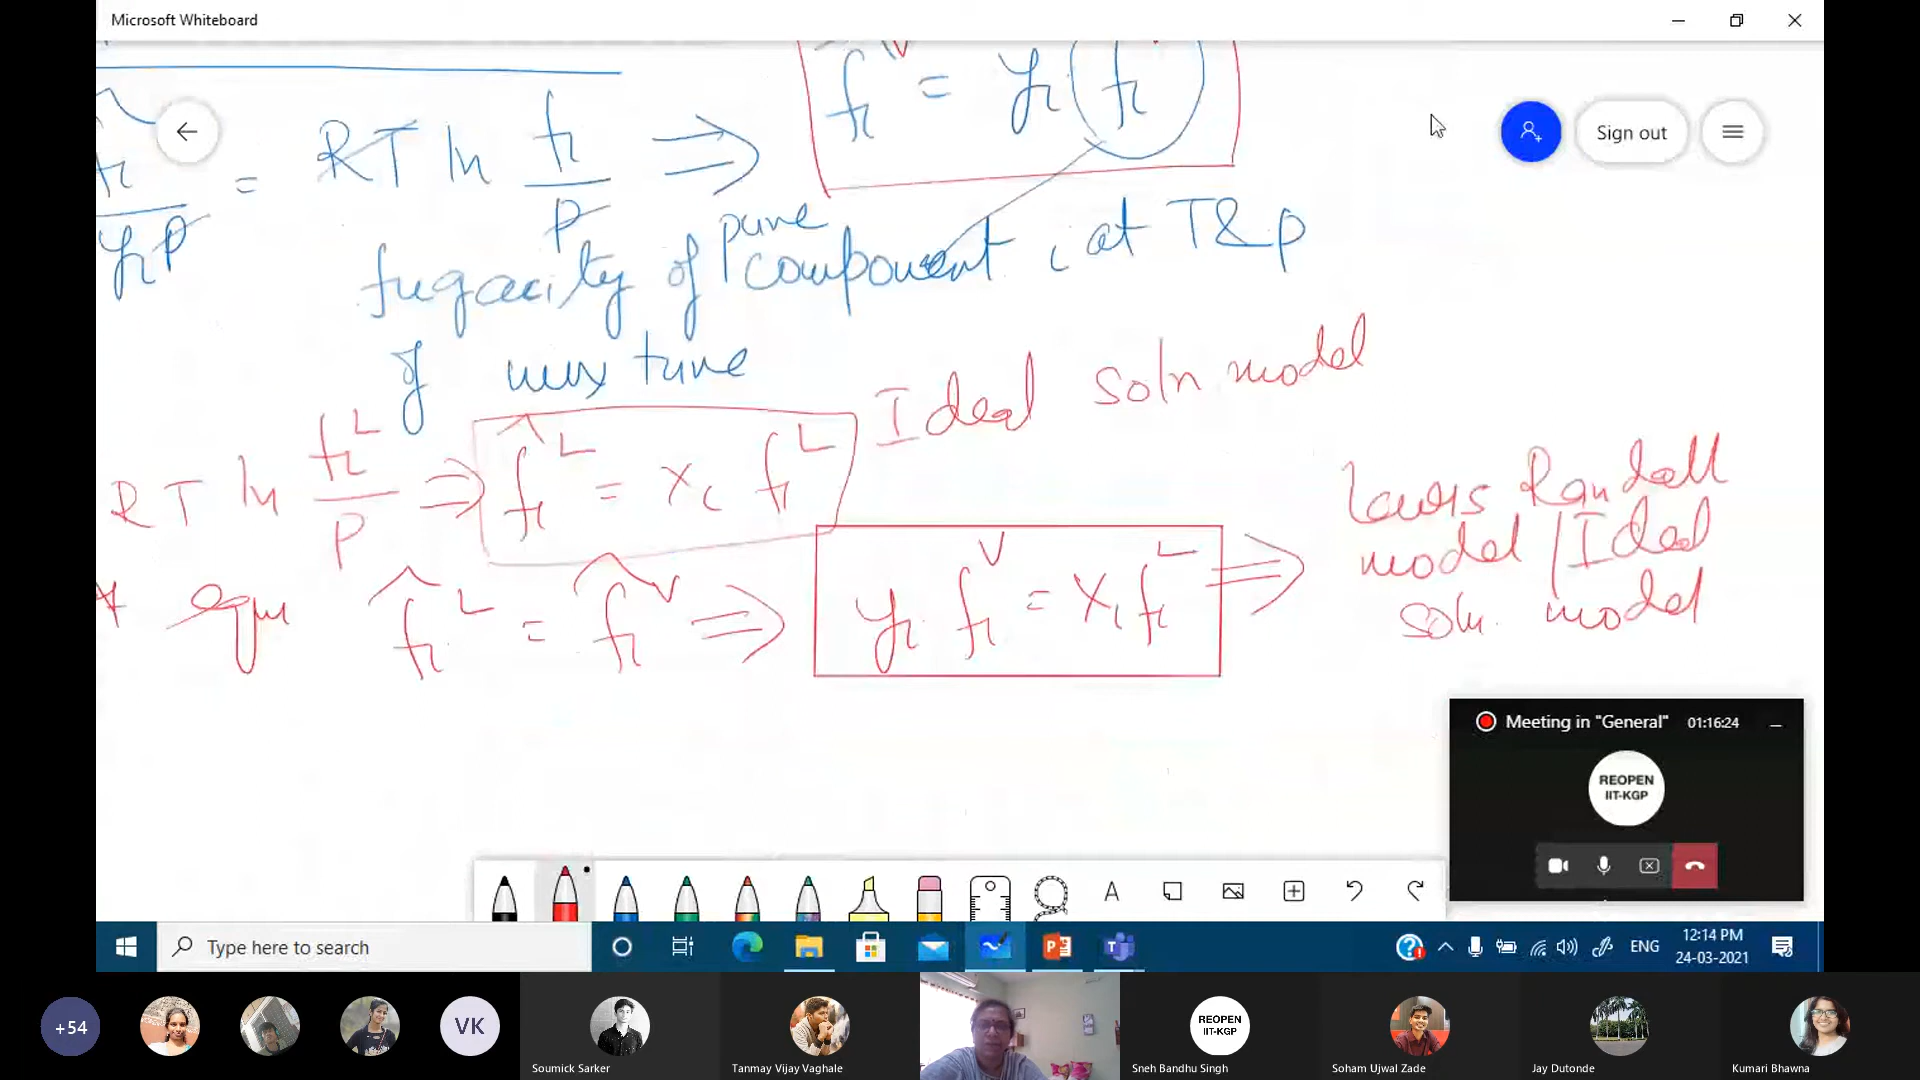 Microsoft Whiteboard
f̂i^V = yi fi
f̂i / yi P = RT ln fi / P ⇒
Sign out
fugacity of pure component i at T & P
of mixture
Ideal soln model
RT ln fi^L / P ⇒ f̂i^L = xi fi^L
Lewis Randall
model / Ideal
soln. model
At eqm f̂i^L = f̂i^V ⇒ yi fi^V = xi fi^L ⇒
Meeting in "General" 01:16:24
REOPEN
IIT-KGP
A
Type here to search
ENG
12:14 PM
24-03-2021
+54
VK
REOPEN
IIT-KGP
Soumick Sarker
Tanmay Vijay Vaghale
Sneh Bandhu Singh
Soham Ujwal Zade
Jay Dutonde
Kumari Bhawna